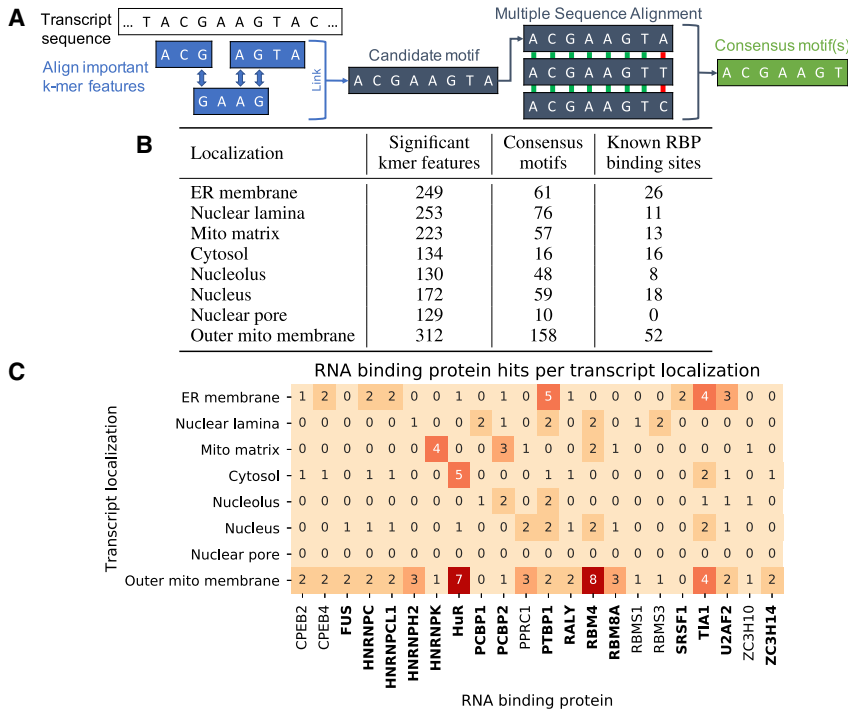 A
... T A C G A A G T A C ...
Transcript
sequence
Align important
k-mer features
A C G
A G T A
G A A G
Link
Candidate motif
A C G A A G T A
Multiple Sequence Alignment
A C G A A G T A
A C G A A G T T
A C G A A G T C
Consensus motif(s)
A C G A A G T
B
Localization Significant kmer features Consensus motifs Known RBP binding sites
ER membrane 249 61 26
Nuclear lamina 253 76 11
Mito matrix 223 57 13
Cytosol 134 16 16
Nucleolus 130 48 8
Nucleus 172 59 18
Nuclear pore 129 10 0
Outer mito membrane 312 158 52
C
RNA binding protein hits per transcript localization
Transcript localization
ER membrane 1 2 0 2 2 0 0 1 0 1 0 5 1 0 0 0 0 2 4 3 0 0
Nuclear lamina 0 0 0 0 0 1 0 0 2 1 0 2 0 2 0 1 2 0 0 0 0 0
Mito matrix 0 0 0 0 0 0 4 0 0 3 1 0 0 2 1 0 0 0 0 0 1 0
Cytosol 1 1 0 1 1 0 0 5 0 0 0 1 1 0 0 0 0 0 2 1 0 1
Nucleolus 0 0 0 0 0 0 0 0 1 2 0 2 0 0 0 0 0 0 1 1 1 0
Nucleus 0 0 1 1 1 0 0 1 0 0 2 2 1 2 1 0 0 0 2 1 0 0
Nuclear pore 0 0 0 0 0 0 0 0 0 0 0 0 0 0 0 0 0 0 0 0 0 0
Outer mito membrane 2 2 2 2 2 3 1 7 0 1 3 2 2 8 3 1 1 0 4 2 1 2
CPEB2 CPEB4 FUS HNRNPC HNRNPCL1 HNRNPH2 HNRNPK HuR PCBP1 PCBP2 PPRC1 PTBP1 RALY RBM4 RBM8A RBMS1 RBMS3 SRSF1 TIA1 U2AF2 ZC3H10 ZC3H14
RNA binding protein